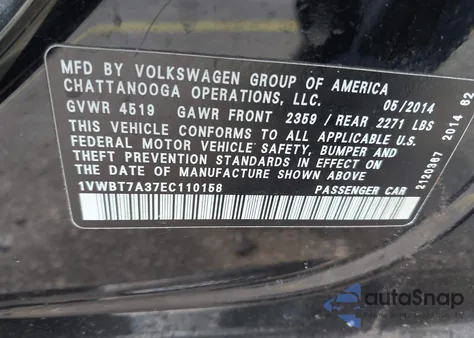 MFD BY VOLKSWAGEN GROUP OF AMERICA
CHATTANOOGA OPERATIONS, LLC. 05/2014
GVWR 4519 GAWR FRONT 2359 / REAR 2271 LBS
THIS VEHICLE CONFORMS TO ALL APPLICABLE U.S.
FEDERAL MOTOR VEHICLE SAFETY, BUMPER AND
THEFT PREVENTION STANDARDS IN EFFECT ON
THE DATE OF MANUFACTURE SHOWN ABOVE
1VWBT7A37EC110158 PASSENGER CAR
2120367 2014 62
autoSnap